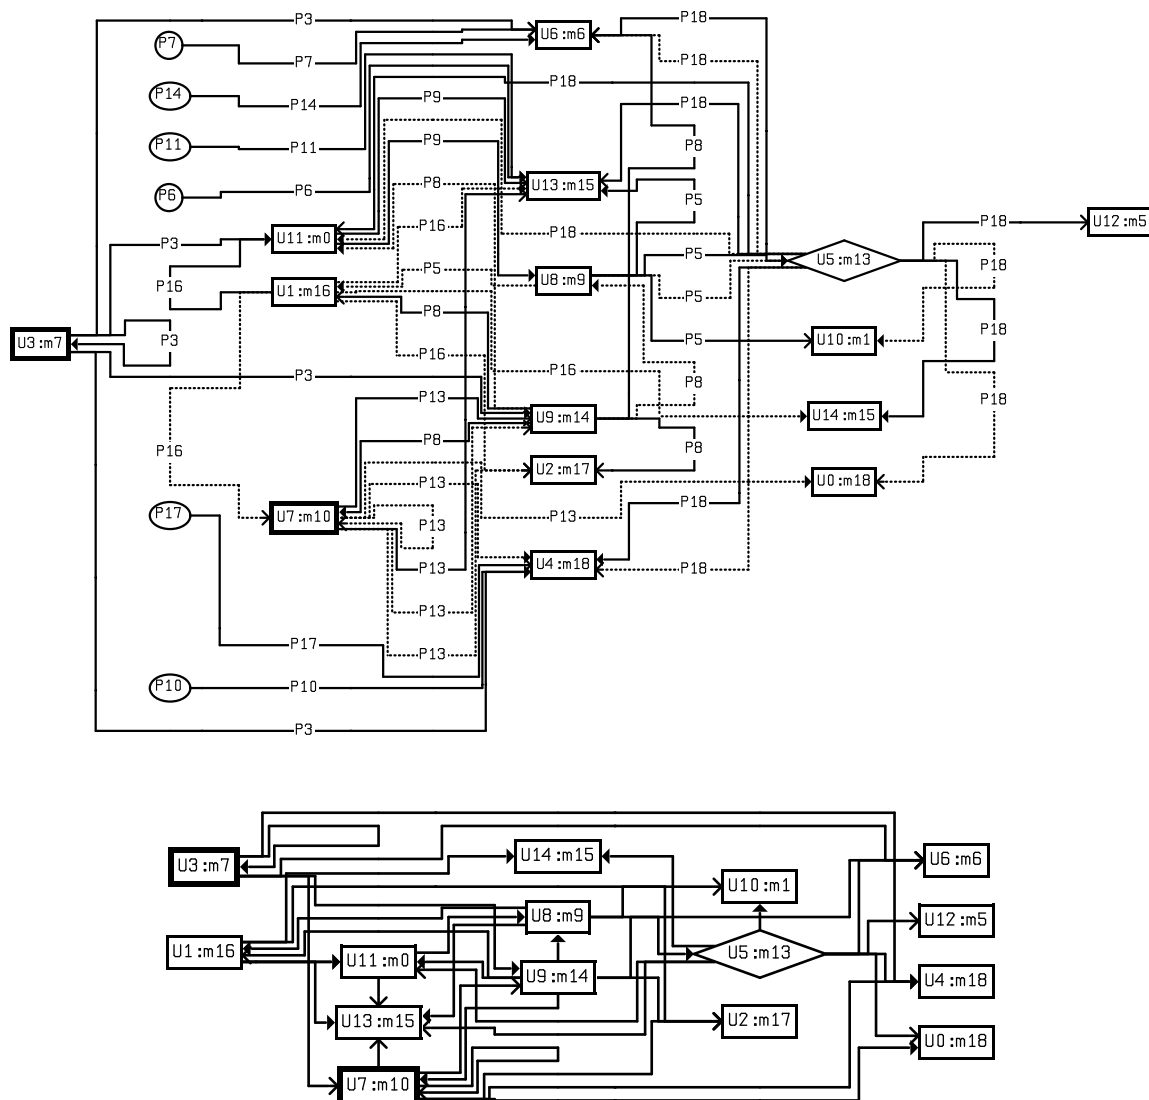 P3
P18
U6:m6
P7
P7
P18
P14
P14
P9
P18
P18
P11
P11
P9
P8
P6
P6
P8
U13:m15
P5
P3
U11:m0
P16
P18
P18
U12:m5
P16
U1:m16
P5
U8:m9
P5
P5
U5:m13
P18
U3:m7
P3
P8
P5
U10:m1
P18
P16
P16
P8
P3
P13
U9:m14
U14:m15
P18
P16
P8
P8
U2:m17
U0:m18
P13
P17
U7:m10
P13
P18
P13
P13
U4:m18
P18
P13
P17
P13
P10
P10
P3
U3:m7
U14:m15
U6:m6
U10:m1
U8:m9
U12:m5
U1:m16
U11:m0
U5:m13
U9:m14
U4:m18
U13:m15
U2:m17
U0:m18
U7:m10